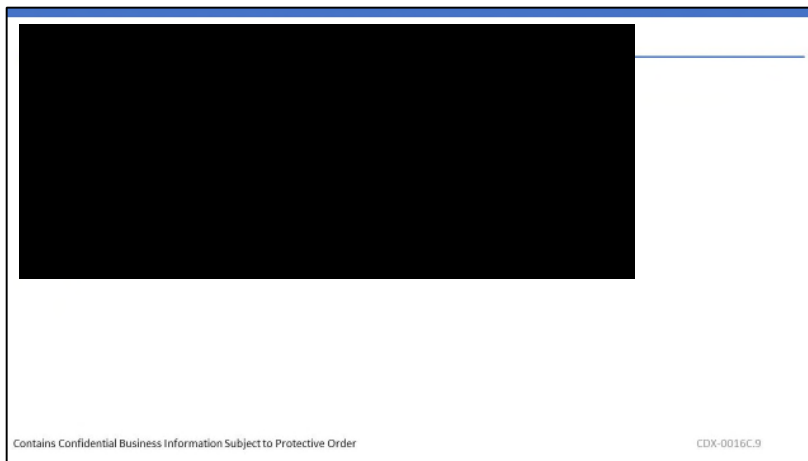 Contains Confidential Business Information Subject to Protective Order
CDX-0016C.9